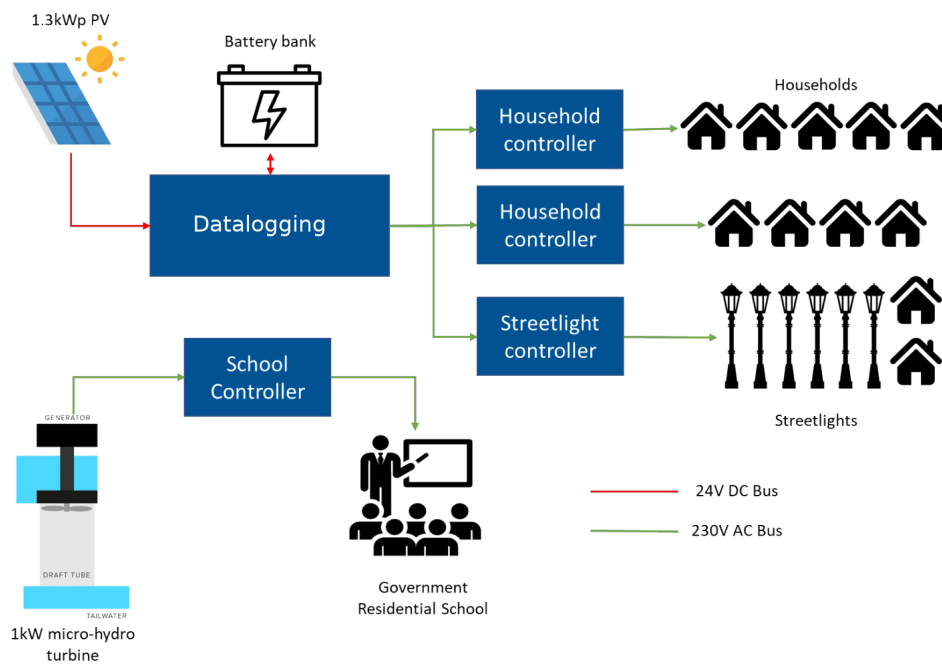 1.3kWp PV
Battery bank
Households
Household
controller
Datalogging
Household
controller
Streetlight
controller
Streetlights
School
Controller
GENERATOR
DRAFT TUBE
TAILWATER
1kW micro-hydro
turbine
Government
Residential School
24V DC Bus
230V AC Bus